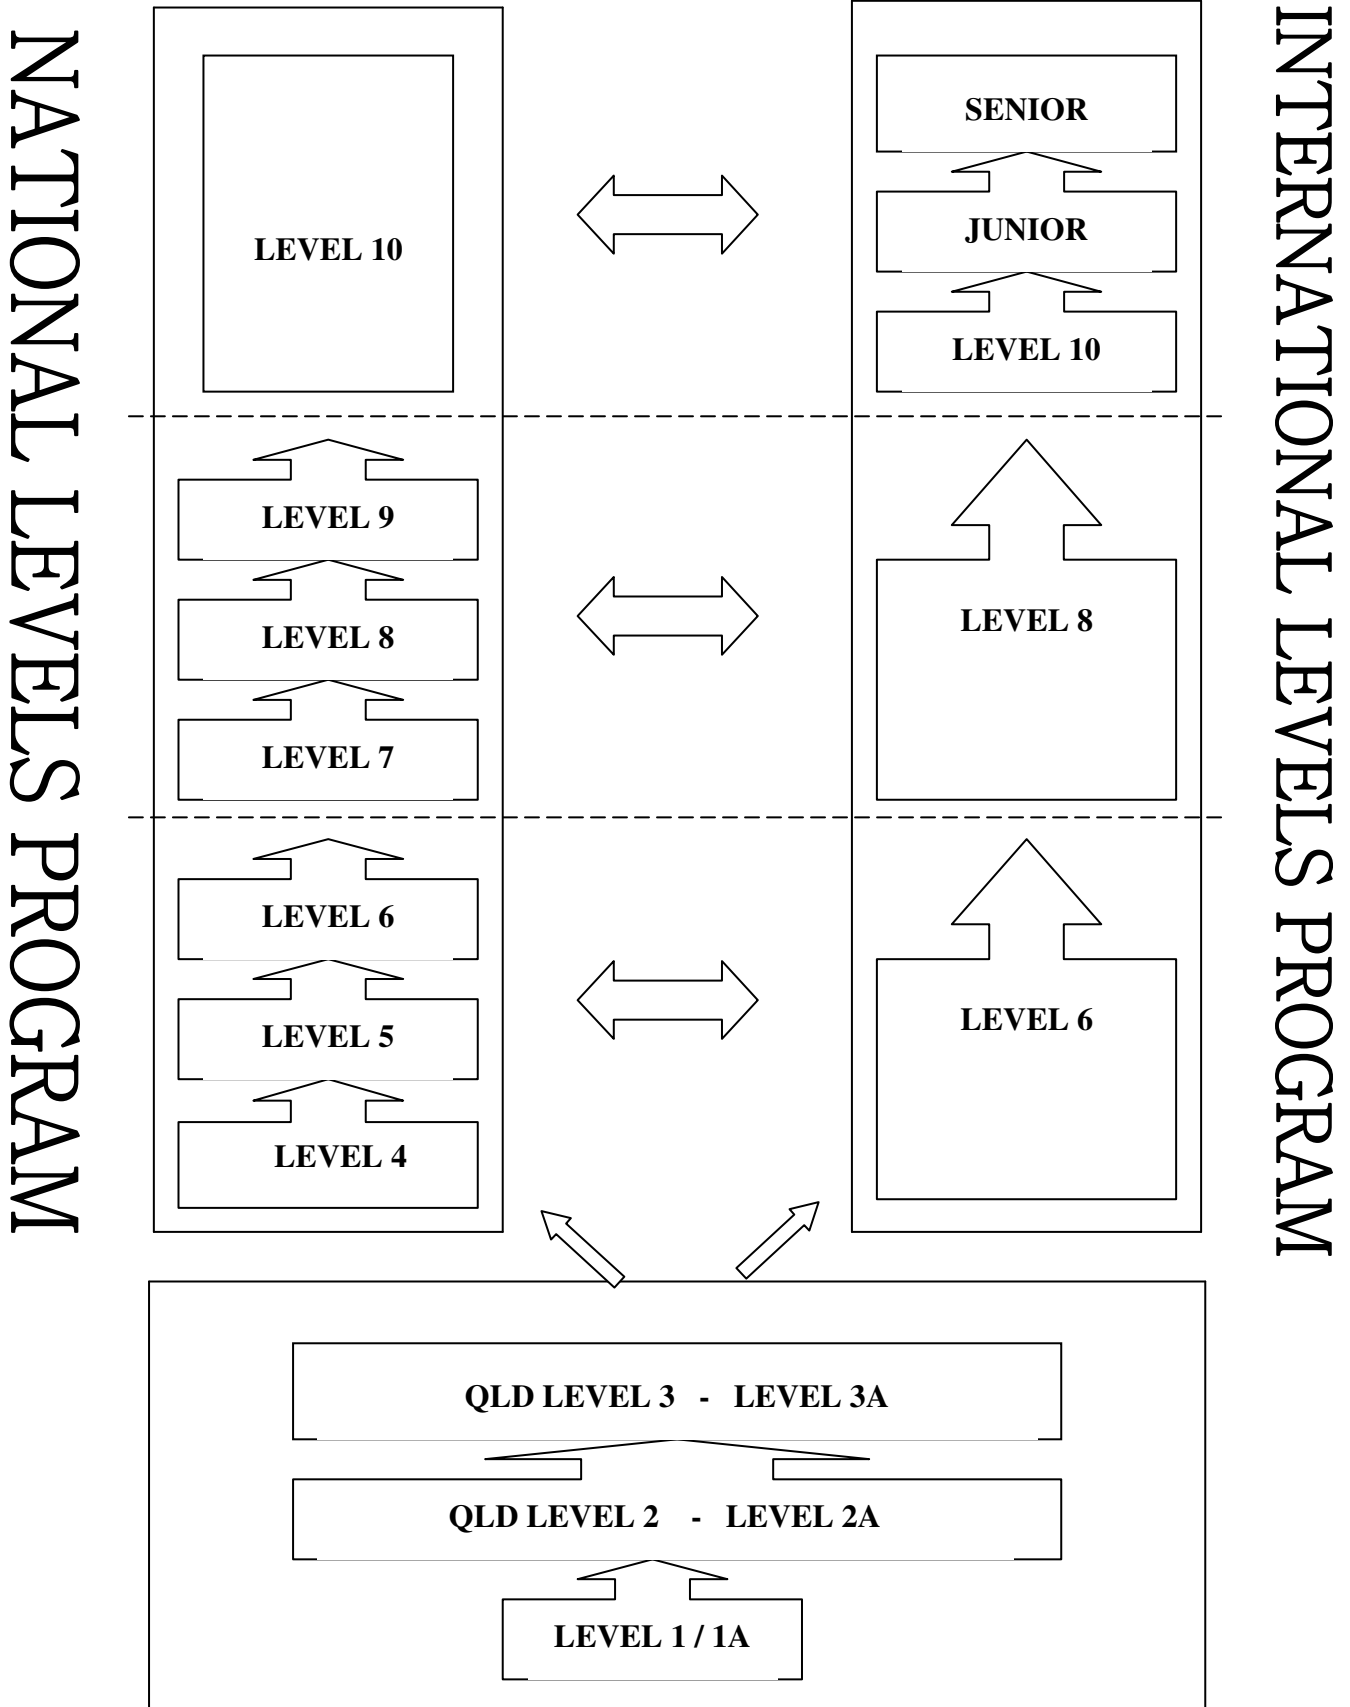 NATIONAL LEVELS PROGRAM
INTERNATIONAL LEVELS PROGRAM
LEVEL 10
LEVEL 9
LEVEL 8
LEVEL 7
LEVEL 6
LEVEL 5
LEVEL 4
SENIOR
JUNIOR
LEVEL 10
LEVEL 8
LEVEL 6
QLD LEVEL 3 - LEVEL 3A
QLD LEVEL 2 - LEVEL 2A
LEVEL 1 / 1A